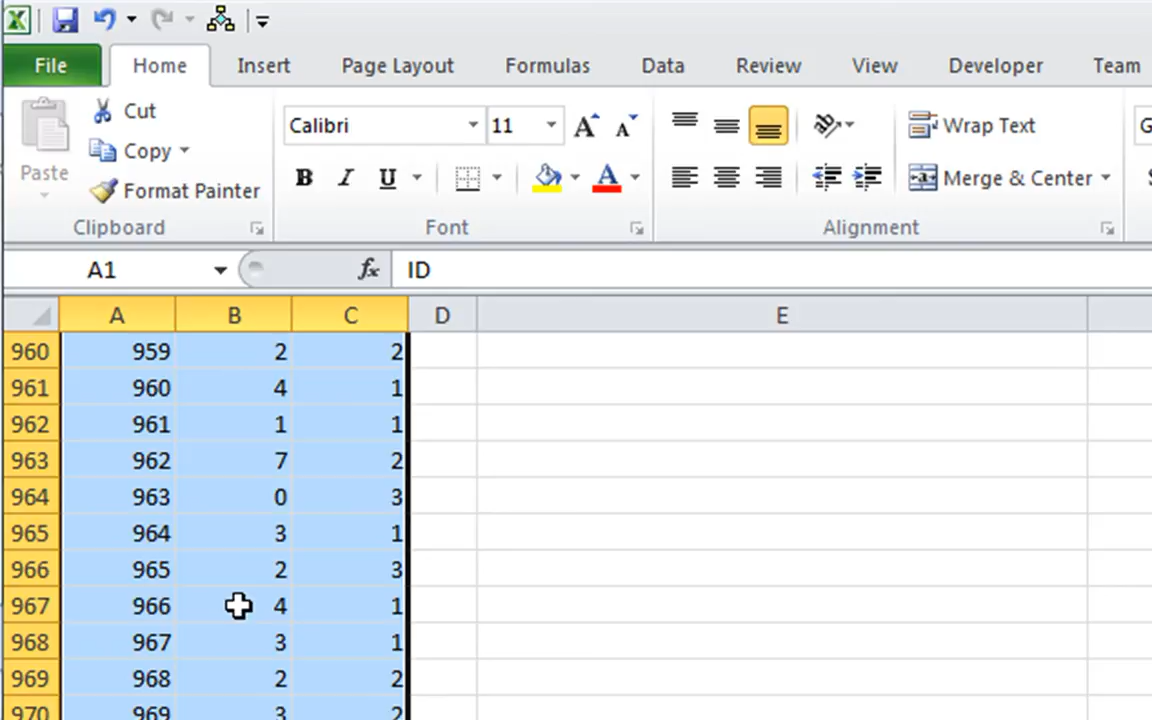 File Home Insert Page Layout Formulas Data Review View Developer Team
Cut
Calibri 11 A A Wrap Text
Copy
Paste
B I U A Merge & Center
Format Painter
Clipboard Font Alignment
A1 fx ID
A B C D E
960 959 2 2
961 960 4 1
962 961 1 1
963 962 7 2
964 963 0 3
965 964 3 1
966 965 2 3
967 966 4 1
968 967 3 1
969 968 2 2
970 969 3 2